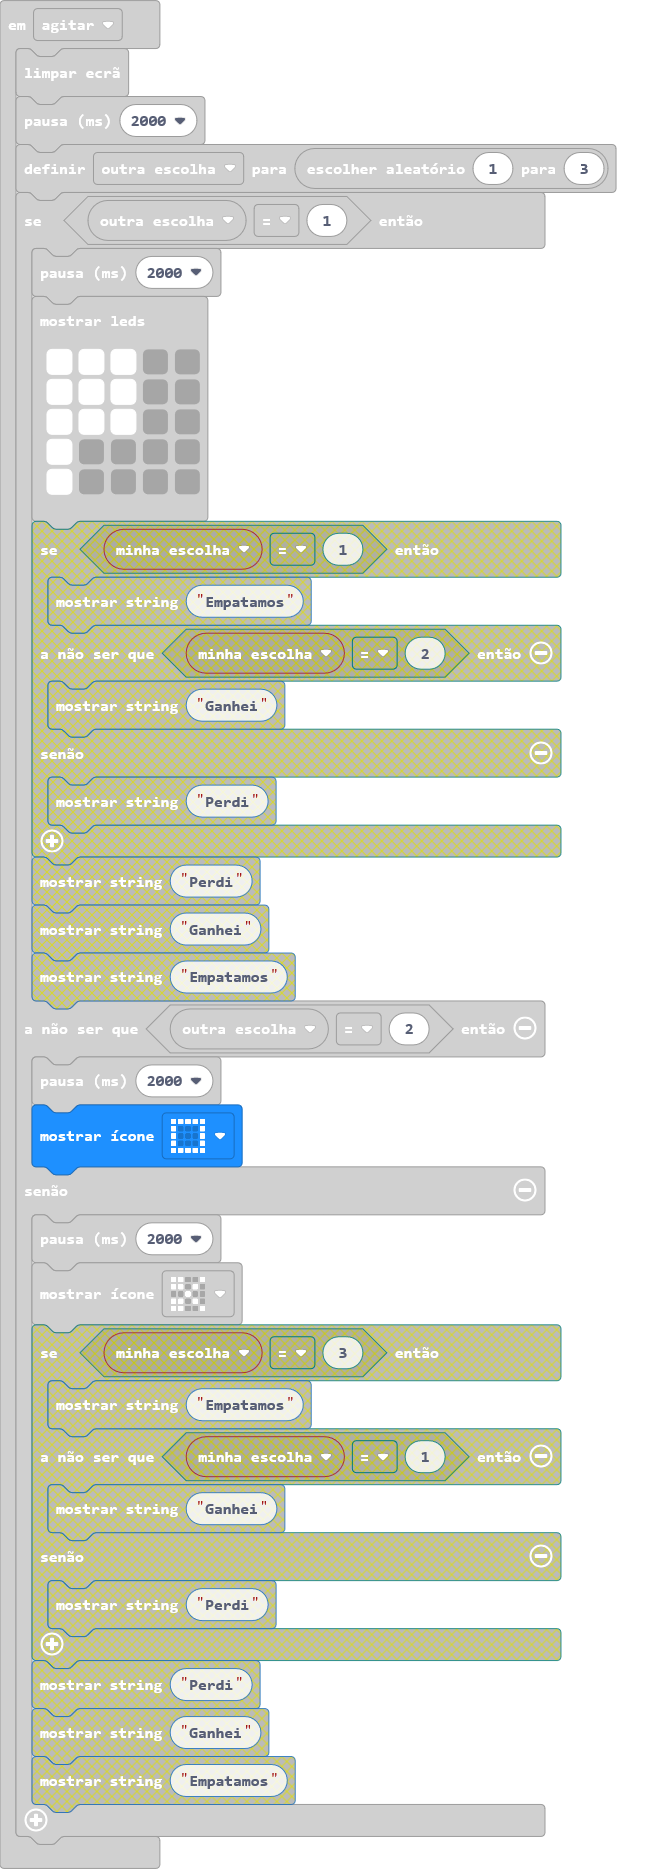 em agitar
limpar ecrã
pausa (ms) 2000
definir outra escolha para escolher aleatório 1 para 3
se outra escolha = 1 então
pausa (ms) 2000
mostrar leds
se minha escolha = 1 então
mostrar string "Empatamos"
a não ser que minha escolha = 2 então
mostrar string "Ganhei"
senão
mostrar string "Perdi"
mostrar string "Perdi"
mostrar string "Ganhei"
mostrar string "Empatamos"
a não ser que outra escolha = 2 então
pausa (ms) 2000
mostrar ícone
senão
pausa (ms) 2000
mostrar ícone
se minha escolha = 3 então
mostrar string "Empatamos"
a não ser que minha escolha = 1 então
mostrar string "Ganhei"
senão
mostrar string "Perdi"
mostrar string "Perdi"
mostrar string "Ganhei"
mostrar string "Empatamos"